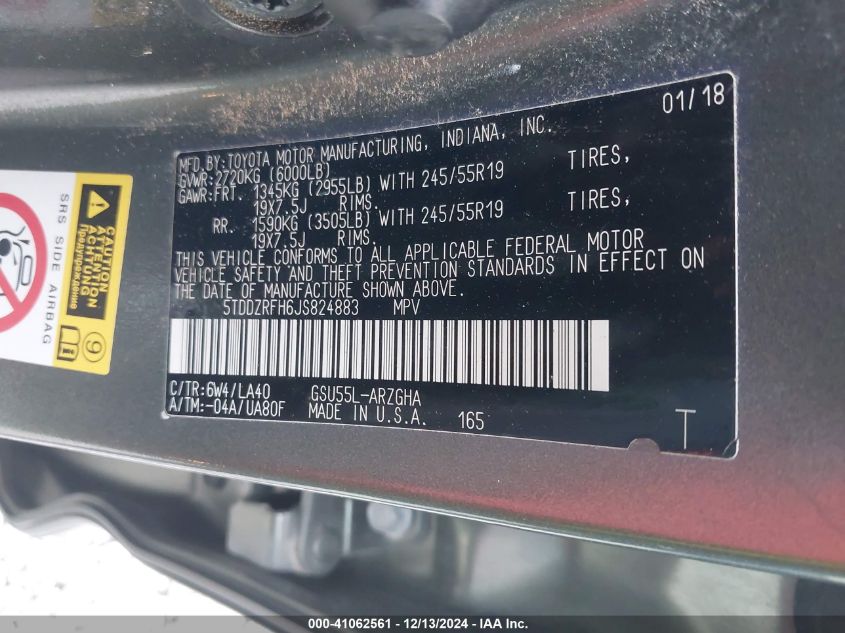 01/18
MFD.BY:TOYOTA MOTOR MANUFACTURING, INDIANA, INC.
GVWR:2720KG (6000LB)
GAWR:FRT. 1345KG (2955LB) WITH 245/55R19 TIRES,
19X7.5J RIMS.
RR. 1590KG (3505LB) WITH 245/55R19 TIRES,
19X7.5J RIMS.
THIS VEHICLE CONFORMS TO ALL APPLICABLE FEDERAL MOTOR
VEHICLE SAFETY AND THEFT PREVENTION STANDARDS IN EFFECT ON
THE DATE OF MANUFACTURE SHOWN ABOVE.
5TDDZRFH6JS824883 MPV
C/TR:6W4/LA40 GSU55L-ARZGHA
A/TM:-04A/UA80F MADE IN U.S.A. 165
T
CAUTION
ATTENTION
ACHTUNG
Предупреждение
SRS SIDE AIRBAG
9
000-41062561 - 12/13/2024 - IAA Inc.